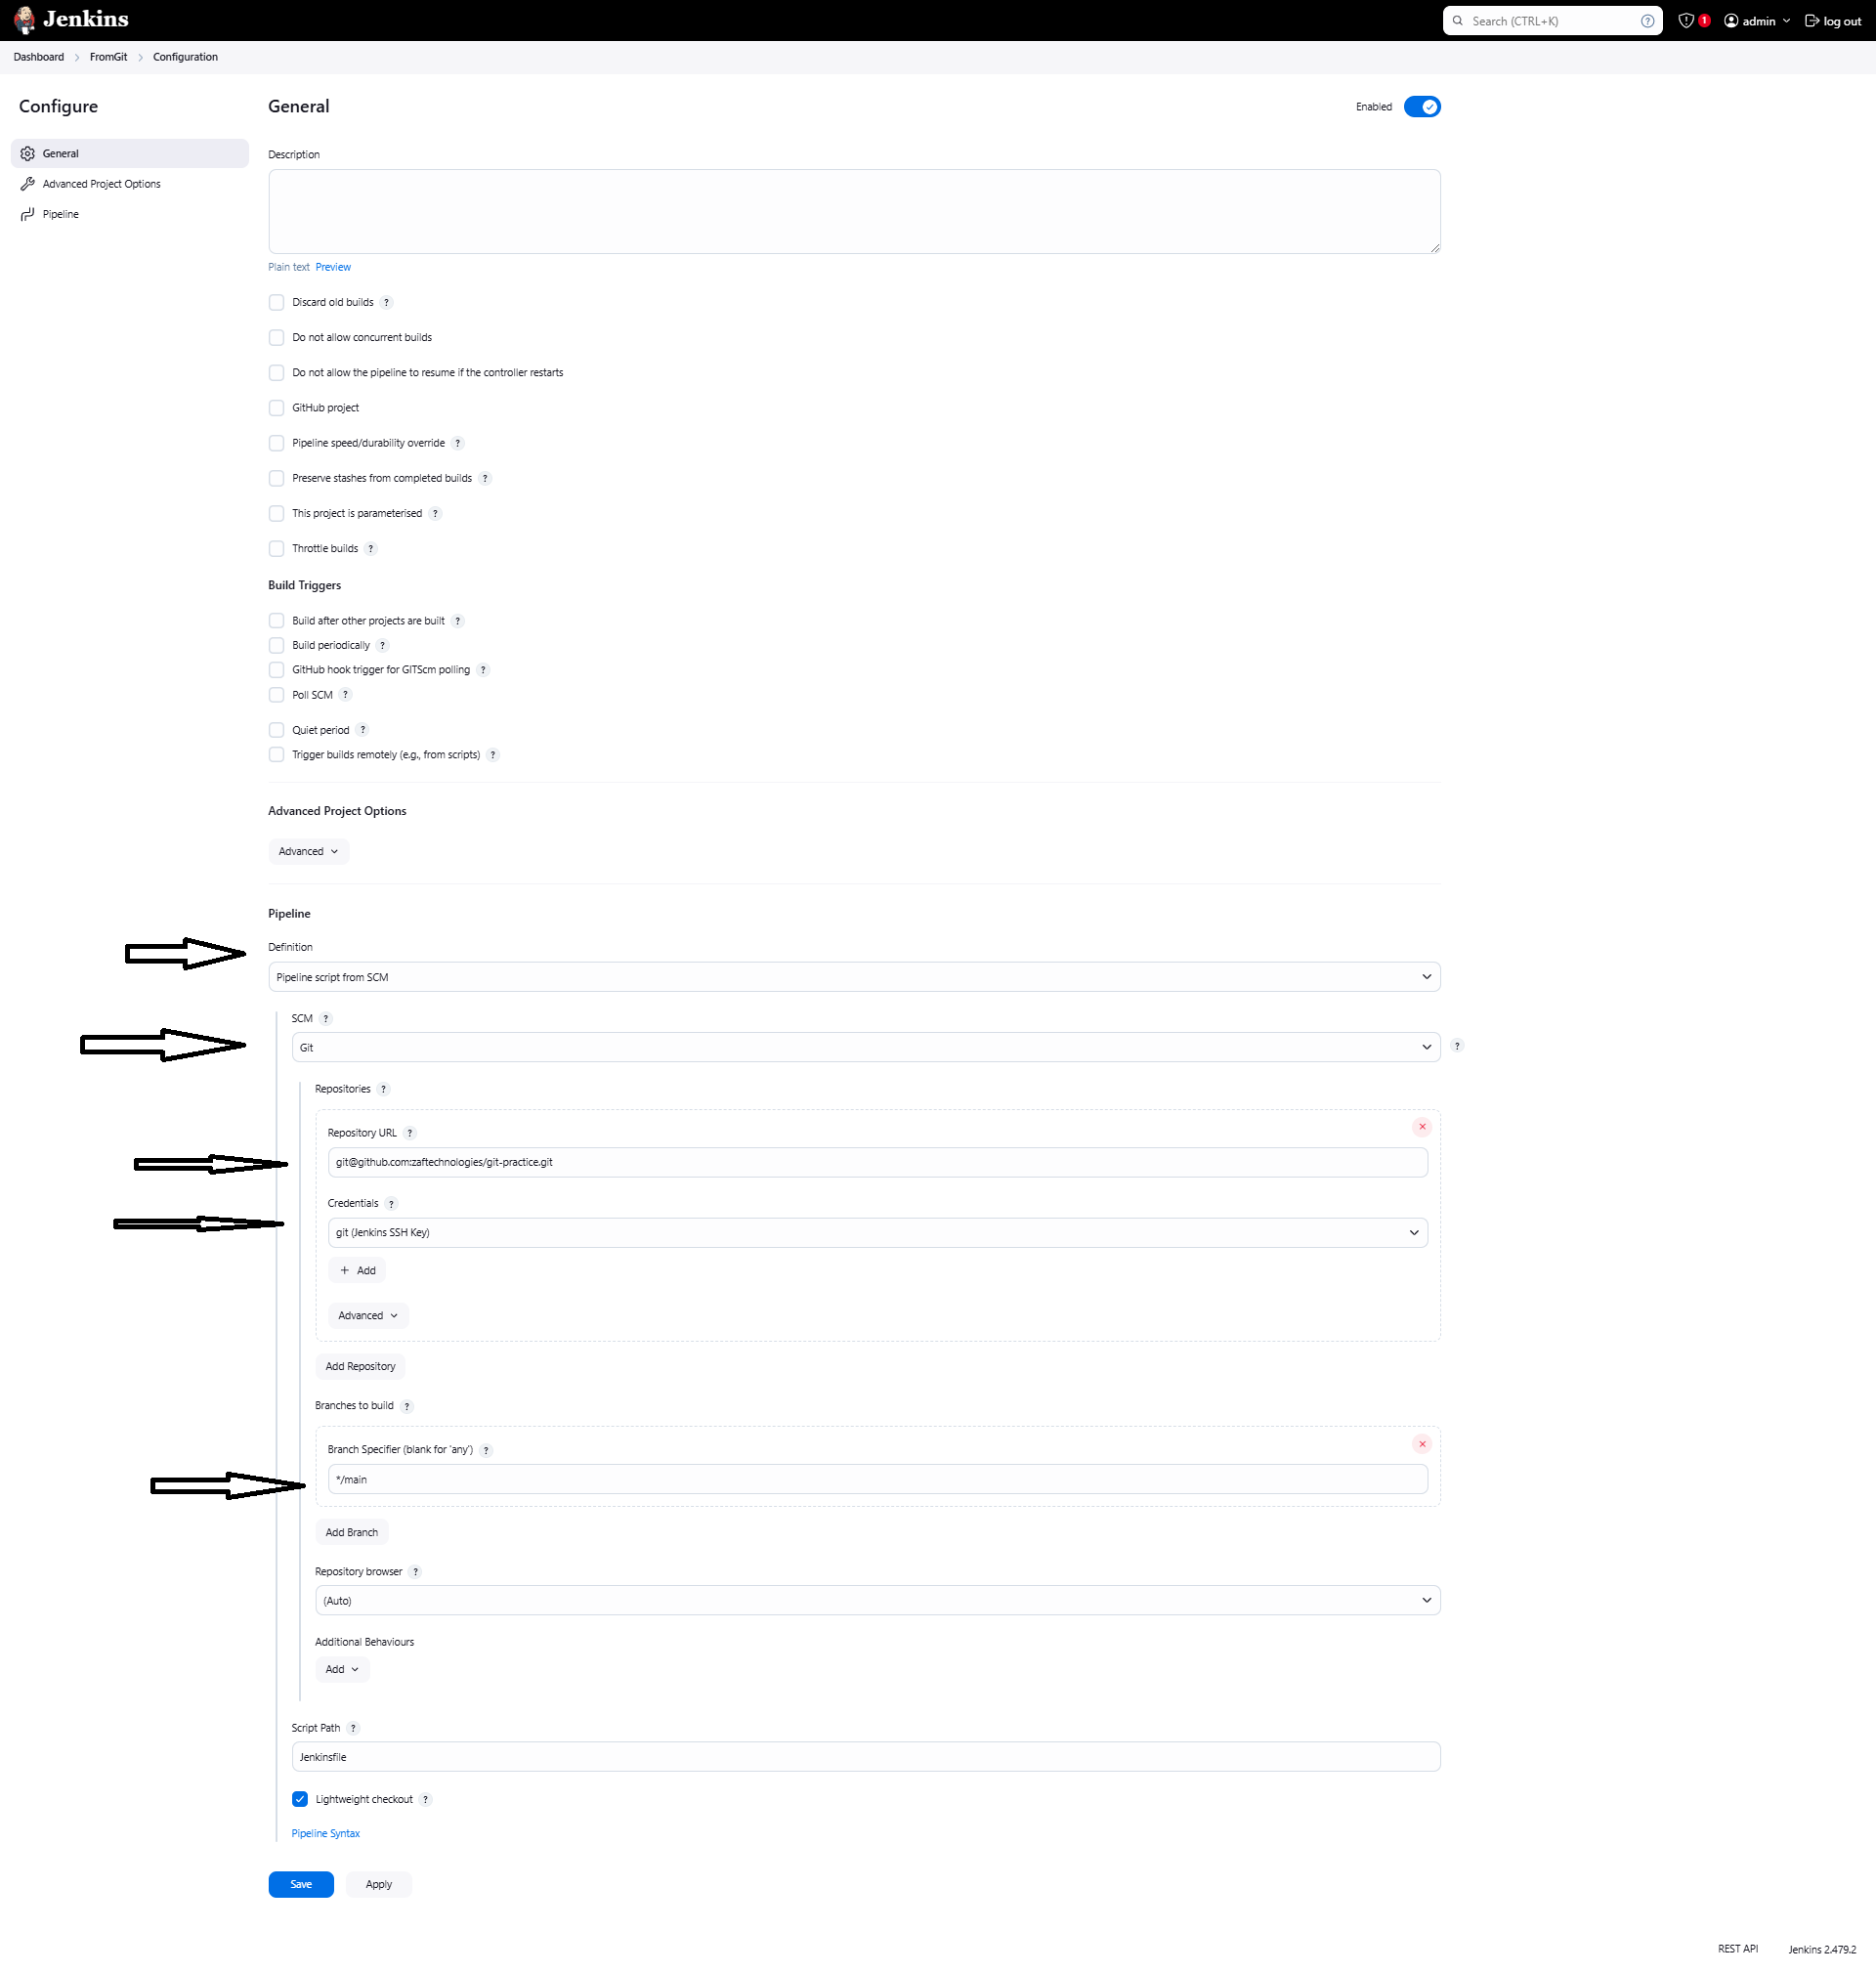 Jenkins
Search (CTRL+K) ? 1 admin log out
Dashboard > FromGit > Configuration
Configure
General
Advanced Project Options
Pipeline
General
Enabled
Description
Plain text Preview
Discard old builds ?
Do not allow concurrent builds
Do not allow the pipeline to resume if the controller restarts
GitHub project
Pipeline speed/durability override ?
Preserve stashes from completed builds ?
This project is parameterised ?
Throttle builds ?
Build Triggers
Build after other projects are built ?
Build periodically ?
GitHub hook trigger for GITScm polling ?
Poll SCM ?
Quiet period ?
Trigger builds remotely (e.g., from scripts) ?
Advanced Project Options
Advanced
Pipeline
Definition
Pipeline script from SCM
SCM ?
Git ?
Repositories ?
Repository URL ?
git@github.com:zaftechnologies/git-practice.git
Credentials ?
git (Jenkins SSH Key)
+ Add
Advanced
Add Repository
Branches to build ?
Branch Specifier (blank for 'any') ?
*/main
Add Branch
Repository browser ?
(Auto)
Additional Behaviours
Add
Script Path ?
Jenkinsfile
Lightweight checkout ?
Pipeline Syntax
Save Apply
REST API Jenkins 2.479.2